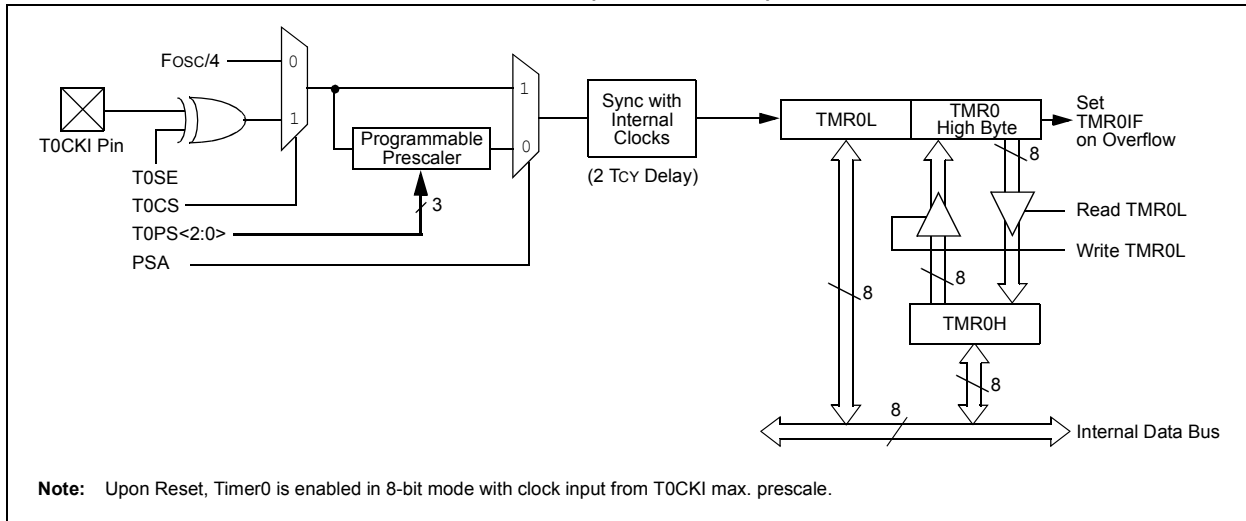 Fosc/4
0
1
T0CKI Pin
T0SE
T0CS
T0PS<2:0>
PSA
Programmable
Prescaler
3
1
0
Sync with
Internal
Clocks
(2 TCY Delay)
TMR0L
TMR0
High Byte
Set
TMR0IF
on Overflow
8
Read TMR0L
Write TMR0L
8
8
TMR0H
8
8
Internal Data Bus
Note: Upon Reset, Timer0 is enabled in 8-bit mode with clock input from T0CKI max. prescale.